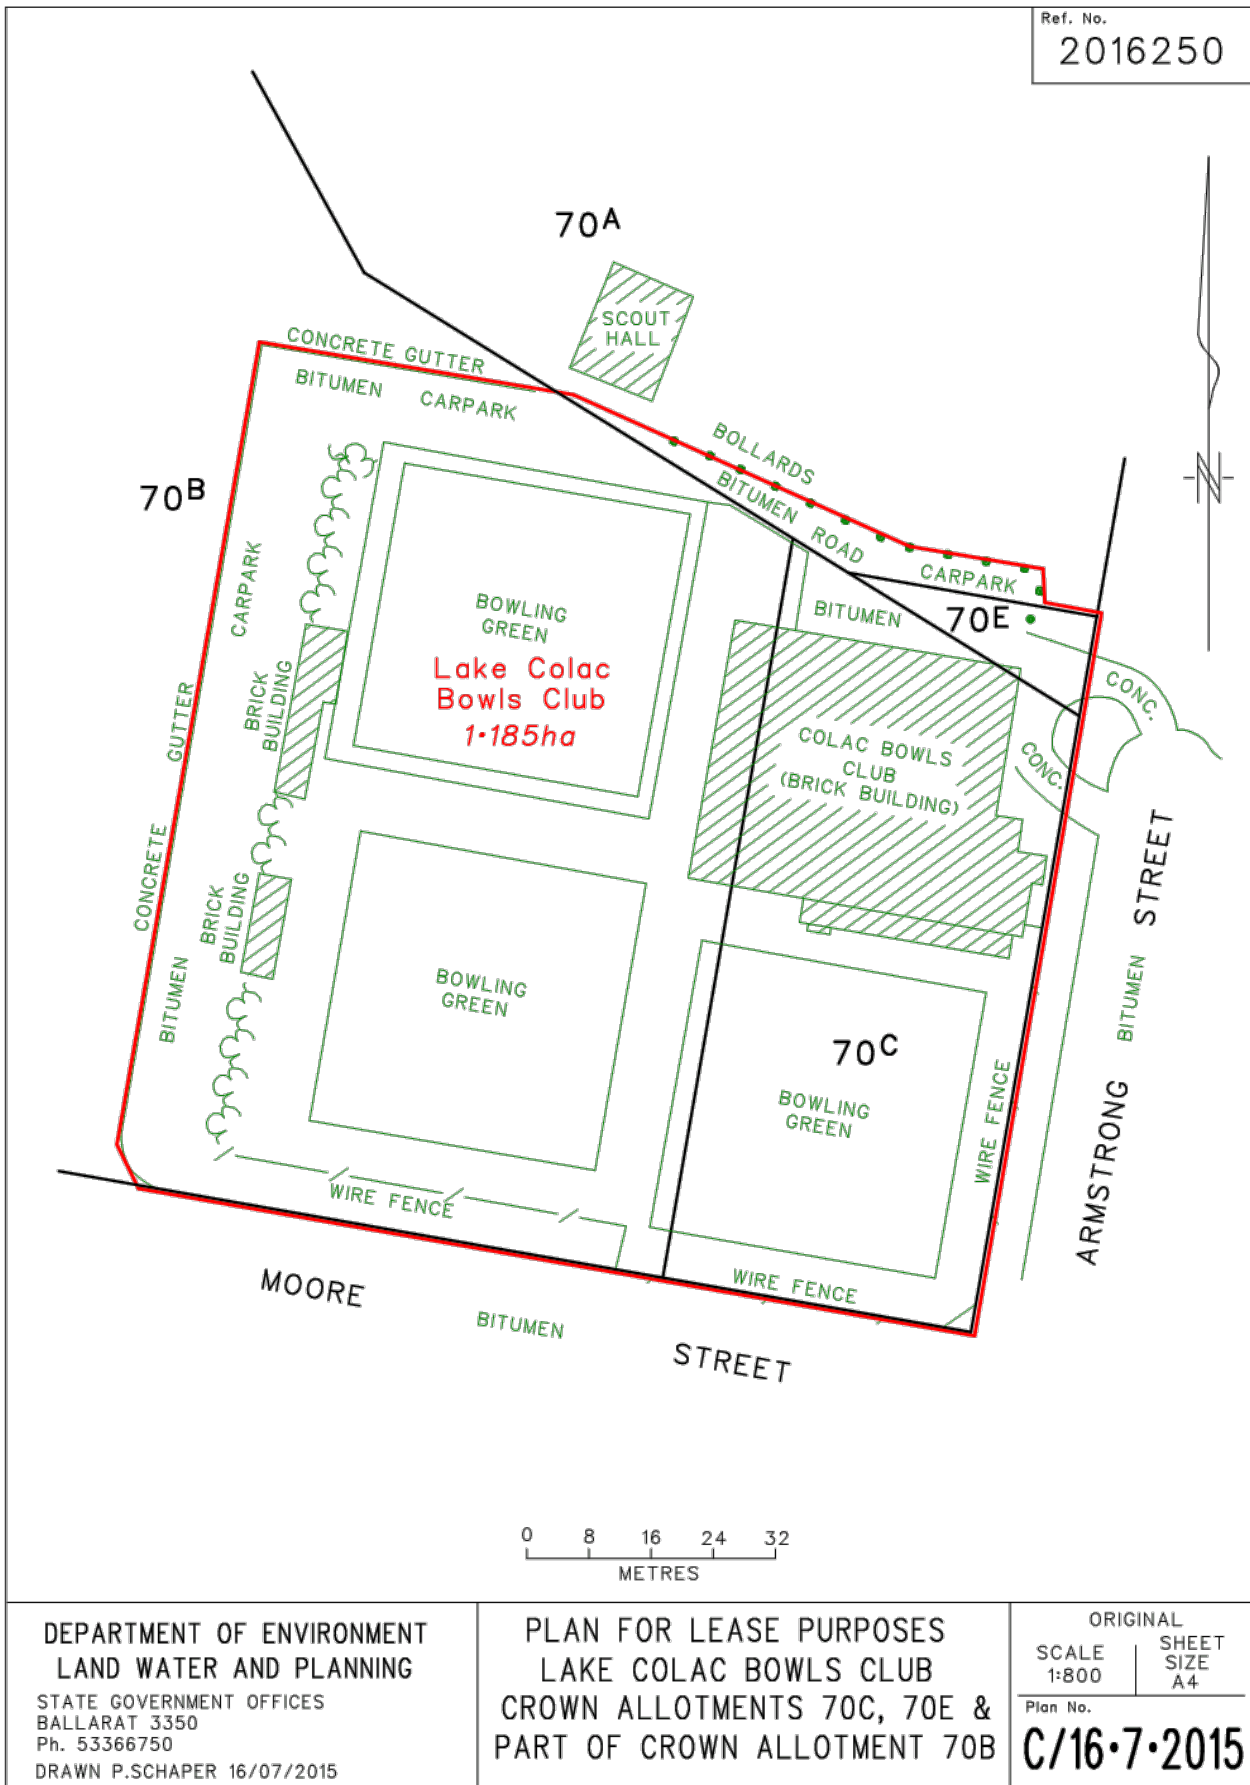 Ref. No.
2016250
70A
SCOUT
HALL
CONCRETE GUTTER
BITUMEN CARPARK
BOLLARDS
BITUMEN ROAD
CARPARK
70B
CARPARK
BITUMEN
70E
BOWLING
GREEN
Lake Colac
Bowls Club
1·185ha
BRICK
BUILDING
GUTTER
CONC.
CONC.
COLAC BOWLS
CLUB
(BRICK BUILDING)
CONCRETE
BRICK
BUILDING
BITUMEN
BOWLING
GREEN
70C
BOWLING
GREEN
WIRE FENCE
ARMSTRONG STREET
BITUMEN
WIRE FENCE
WIRE FENCE
MOORE STREET
BITUMEN
N
0 8 16 24 32
METRES
DEPARTMENT OF ENVIRONMENT
LAND WATER AND PLANNING
STATE GOVERNMENT OFFICES
BALLARAT 3350
Ph. 53366750
DRAWN P.SCHAPER 16/07/2015
PLAN FOR LEASE PURPOSES
LAKE COLAC BOWLS CLUB
CROWN ALLOTMENTS 70C, 70E &
PART OF CROWN ALLOTMENT 70B
ORIGINAL
SCALE
1:800
SHEET
SIZE
A4
Plan No.
C/16·7·2015